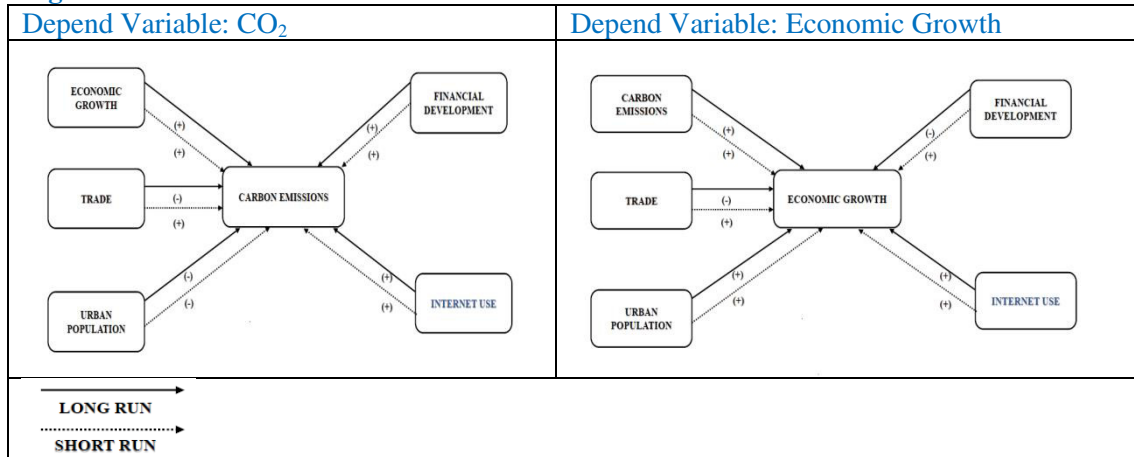 Depend Variable: CO2
Depend Variable: Economic Growth
ECONOMIC
GROWTH
(+)
(+)
FINANCIAL
DEVELOPMENT
(+)
(+)
TRADE
(-)
(+)
CARBON EMISSIONS
URBAN
POPULATION
(-)
(-)
INTERNET USE
(+)
(+)
CARBON
EMISSIONS
(+)
(+)
FINANCIAL
DEVELOPMENT
(-)
(+)
TRADE
(-)
(+)
ECONOMIC GROWTH
URBAN
POPULATION
(+)
(+)
INTERNET USE
(+)
(+)
LONG RUN
SHORT RUN